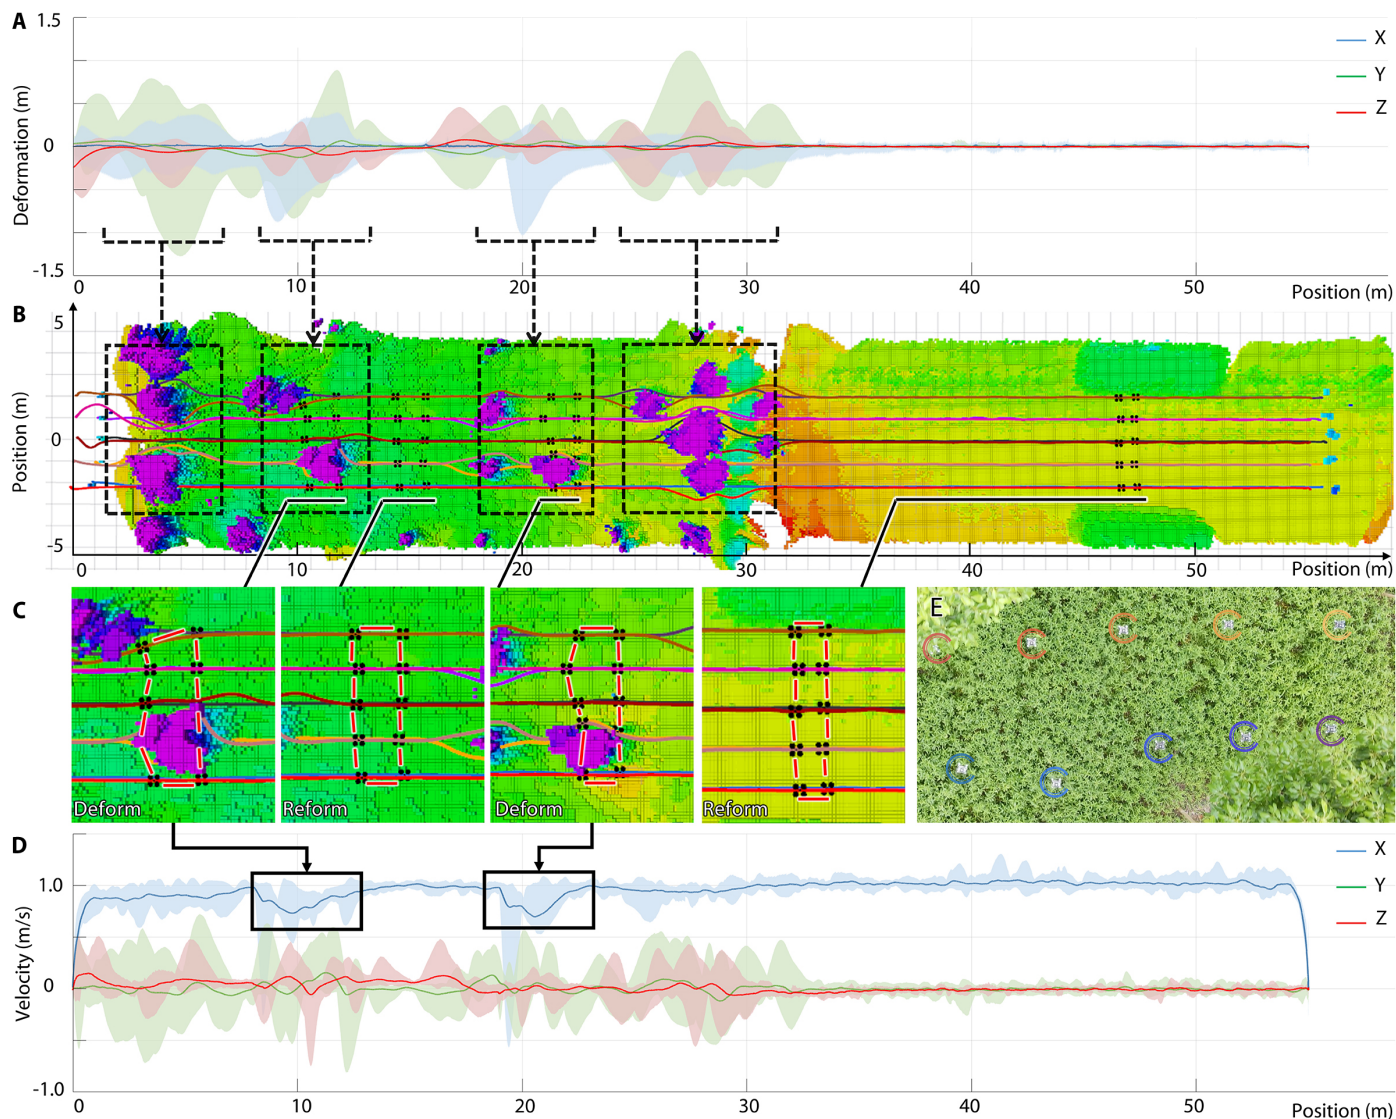 A
1.5
0
-1.5
Deformation (m)
X
Y
Z
0 10 20 30 40 50
Position (m)
B
5
0
-5
Position (m)
0 10 20 30 40 50
Position (m)
C
Deform
Reform
Deform
Reform
E
D
1.0
0
-1.0
Velocity (m/s)
X
Y
Z
0 10 20 30 40 50
Position (m)